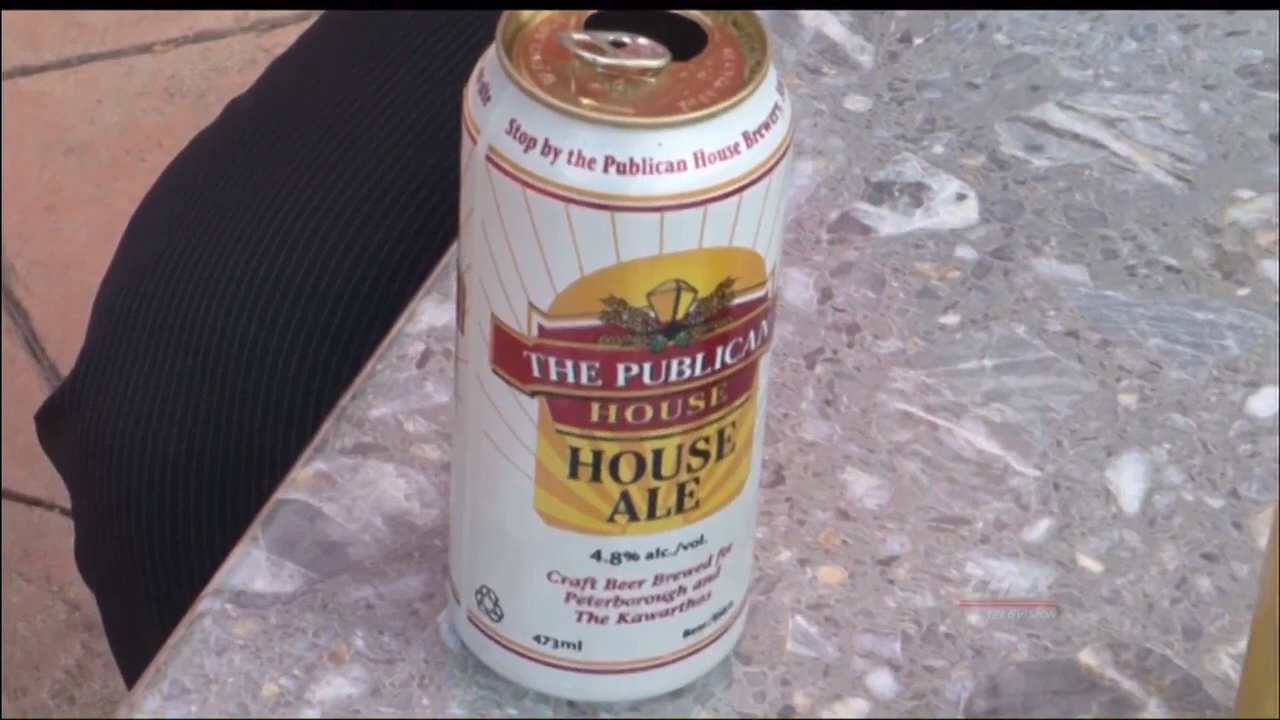 Stop by the Publican House Brewery,
THE PUBLICAN
HOUSE
HOUSE
ALE
4.8% alc./vol.
Craft Beer Brewed for
Peterborough and
The Kawarthas
473ml
TELEVISION